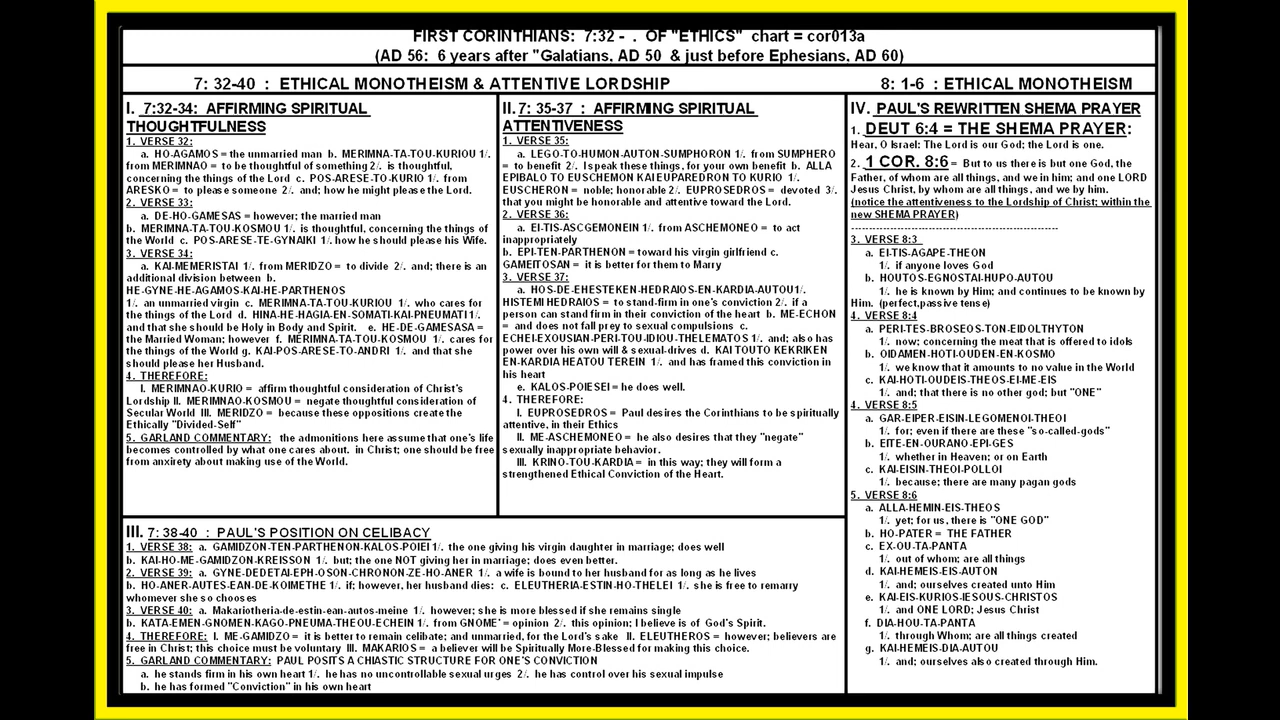 FIRST CORINTHIANS: 7:32 - . OF "ETHICS" chart = cor013a
(AD 56: 6 years after "Galatians, AD 50 & just before Ephesians, AD 60)
7: 32-40 : ETHICAL MONOTHEISM & ATTENTIVE LORDSHIP
8: 1-6 : ETHICAL MONOTHEISM
I. 7:32-34: AFFIRMING SPIRITUAL
THOUGHTFULNESS
1. VERSE 32:
a. HO-AGAMOS = the unmarried man b. MERIMNA-TA-TOU-KURIOU 1/.
from MERIMNAO = to be thoughtful of something 2/. is thoughtful,
concerning the things of the Lord c. POS-ARESE-TO-KURIO 1/. from
ARESKO = to please someone 2/. and; how he might please the Lord.
2. VERSE 33:
a. DE-HO-GAMESAS = however; the married man
b. MERIMNA-TA-TOU-KOSMOU 1/. is thoughtful, concerning the things of
the World c. POS-ARESE-TE-GYNAIKI 1/. how he should please his Wife.
3. VERSE 34:
a. KAI-MEMERISTAI 1/. from MERIDZO = to divide 2/. and; there is an
additional division between b.
HE-GYNE-HE-AGAMOS-KAI-HE-PARTHENOS
1/. an unmarried virgin c. MERIMNA-TA-TOU-KURIOU 1/. who cares for
the things of the Lord d. HINA-HE-HAGIA-EN-SOMATI-KAI-PNEUMATI 1/.
and that she should be Holy in Body and Spirit. e. HE-DE-GAMESASA =
the Married Woman; however f. MERIMNA-TA-TOU-KOSMOU 1/. cares for
the things of the World g. KAI-POS-ARESE-TO-ANDRI 1/. and that she
should please her Husband.
4. THEREFORE:
I. MERIMNAO-KURIO = affirm thoughtful consideration of Christ's
Lordship II. MERIMNAO-KOSMOU = negate thoughtful consideration of
Secular World III. MERIDZO = because these oppositions create the
Ethically "Divided-Self"
5. GARLAND COMMENTARY: the admonitions here assume that one's life
becomes controlled by what one cares about. in Christ; one should be free
from anxirety about making use of the World.
II. 7: 35-37 : AFFIRMING SPIRITUAL
ATTENTIVENESS
1. VERSE 35:
a. LEGO-TO-HUMON-AUTON-SUMPHORON 1/. from SUMPHERO
= to benefit 2/. I speak these things, for your own benefit b. ALLA
EPIBALO TO EUSCHEMON KAI EUPAREDRON TO KURIO 1/.
EUSCHERON = noble; honorable 2/. EUPROSEDROS = devoted 3/.
that you might be honorable and attentive toward the Lord.
2. VERSE 36:
a. EI-TIS-ASCGEMONEIN 1/. from ASCHEMONEO = to act
inappropriately
b. EPI-TEN-PARTHENON = toward his virgin girlfriend c.
GAMEITOSAN = it is better for them to Marry
3. VERSE 37:
a. HOS-DE-EHESTEKEN-HEDRAIOS-EN-KARDIA-AUTOU1/.
HISTEMI HEDRAIOS = to stand-firm in one's conviction 2/. if a
person can stand firm in their conviction of the heart b. ME-ECHON
= and does not fall prey to sexual compulsions c.
ECHEI-EXOUSIAN-PERI-TOU-IDIOU-THELEMATOS 1/. and; also has
power over his own will & sexual-drives d. KAI TOUTO KEKRIKEN
EN-KARDIA HEATOU TEREIN 1/. and has framed this conviction in
his heart
e. KALOS-POIESEI = he does well.
4. THEREFORE:
I. EUPROSEDROS = Paul desires the Corinthians to be spiritually
attentive, in their Ethics
II. ME-ASCHEMONEO = he also desires that they "negate"
sexually inappropriate behavior.
III. KRINO-TOU-KARDIA = in this way; they will form a
strengthened Ethical Conviction of the Heart.
III. 7: 38-40 : PAUL'S POSITION ON CELIBACY
1. VERSE 38: a. GAMIDZON-TEN-PARTHENON-KALOS-POIEI 1/. the one giving his virgin daughter in marriage; does well
b. KAI-HO-ME-GAMIDZON-KREISSON 1/. but; the one NOT giving her in marriage; does even better.
2. VERSE 39: a. GYNE-DEDETAI-EPH-OSON-CHRONON-ZE-HO-ANER 1/. a wife is bound to her husband for as long as he lives
b. HO-ANER-AUTES-EAN-DE-KOIMETHE 1/. if; however, her husband dies: c. ELEUTHERIA-ESTIN-HO-THELEI 1/. she is free to remarry
whomever she so chooses
3. VERSE 40: a. Makariotheria-de-estin-ean-autos-meine 1/. however; she is more blessed if she remains single
b. KATA-EMEN-GNOMEN-KAGO-PNEUMA-THEOU-ECHEIN 1/. from GNOME' = opinion 2/. this opinion; I believe is of God's Spirit.
4. THEREFORE: I. ME-GAMIDZO = it is better to remain celibate; and unmarried, for the Lord's sake II. ELEUTHEROS = however; believers are
free in Christ; this choice must be voluntary III. MAKARIOS = a believer will be Spiritually More-Blessed for making this choice.
5. GARLAND COMMENTARY: PAUL POSITS A CHIASTIC STRUCTURE FOR ONE'S CONVICTION
a. he stands firm in his own heart 1/. he has no uncontrollable sexual urges 2/. he has control over his sexual impulse
b. he has formed "Conviction" in his own heart
IV. PAUL'S REWRITTEN SHEMA PRAYER
1. DEUT 6:4 = THE SHEMA PRAYER:
Hear, O Israel: The Lord is our God; the Lord is one.
2. 1 COR. 8:6 = But to us there is but one God, the
Father, of whom are all things, and we in him; and one LORD
Jesus Christ, by whom are all things, and we by him.
(notice the attentiveness to the Lordship of Christ; within the
new SHEMA PRAYER)
------------------------------------------------------
3. VERSE 8:3
a. EI-TIS-AGAPE-THEON
1/. if anyone loves God
b. HOUTOS-EGNOSTAI-HUPO-AUTOU
1/. he is known by Him; and continues to be known by
Him. (perfect,passive tense)
4. VERSE 8:4
a. PERI-TES-BROSEOS-TON-EIDOLTHYTON
1/. now; concerning the meat that is offered to idols
b. OIDAMEN-HOTI-OUDEN-EN-KOSMO
1/. we know that it amounts to no value in the World
c. KAI-HOTI-OUDEIS-THEOS-EI-ME-EIS
1/. and; that there is no other god; but "ONE"
4. VERSE 8:5
a. GAR-EIPER-EISIN-LEGOMENOI-THEOI
1/. for; even if there are these "so-called-gods"
b. EITE-EN-OURANO-EPI-GES
1/. whether in Heaven; or on Earth
c. KAI-EISIN-THEOI-POLLOI
1/. because; there are many pagan gods
5. VERSE 8:6
a. ALLA-HEMIN-EIS-THEOS
1/. yet; for us, there is "ONE GOD"
b. HO-PATER = THE FATHER
c. EX-OU-TA-PANTA
1/. out of whom; are all things
d. KAI-HEMEIS-EIS-AUTON
1/. and; ourselves created unto Him
e. KAI-EIS-KURIOS-IESOUS-CHRISTOS
1/. and ONE LORD; Jesus Christ
f. DIA-HOU-TA-PANTA
1/. through Whom; are all things created
g. KAI-HEMEIS-DIA-AUTOU
1/. and; ourselves also created through Him.